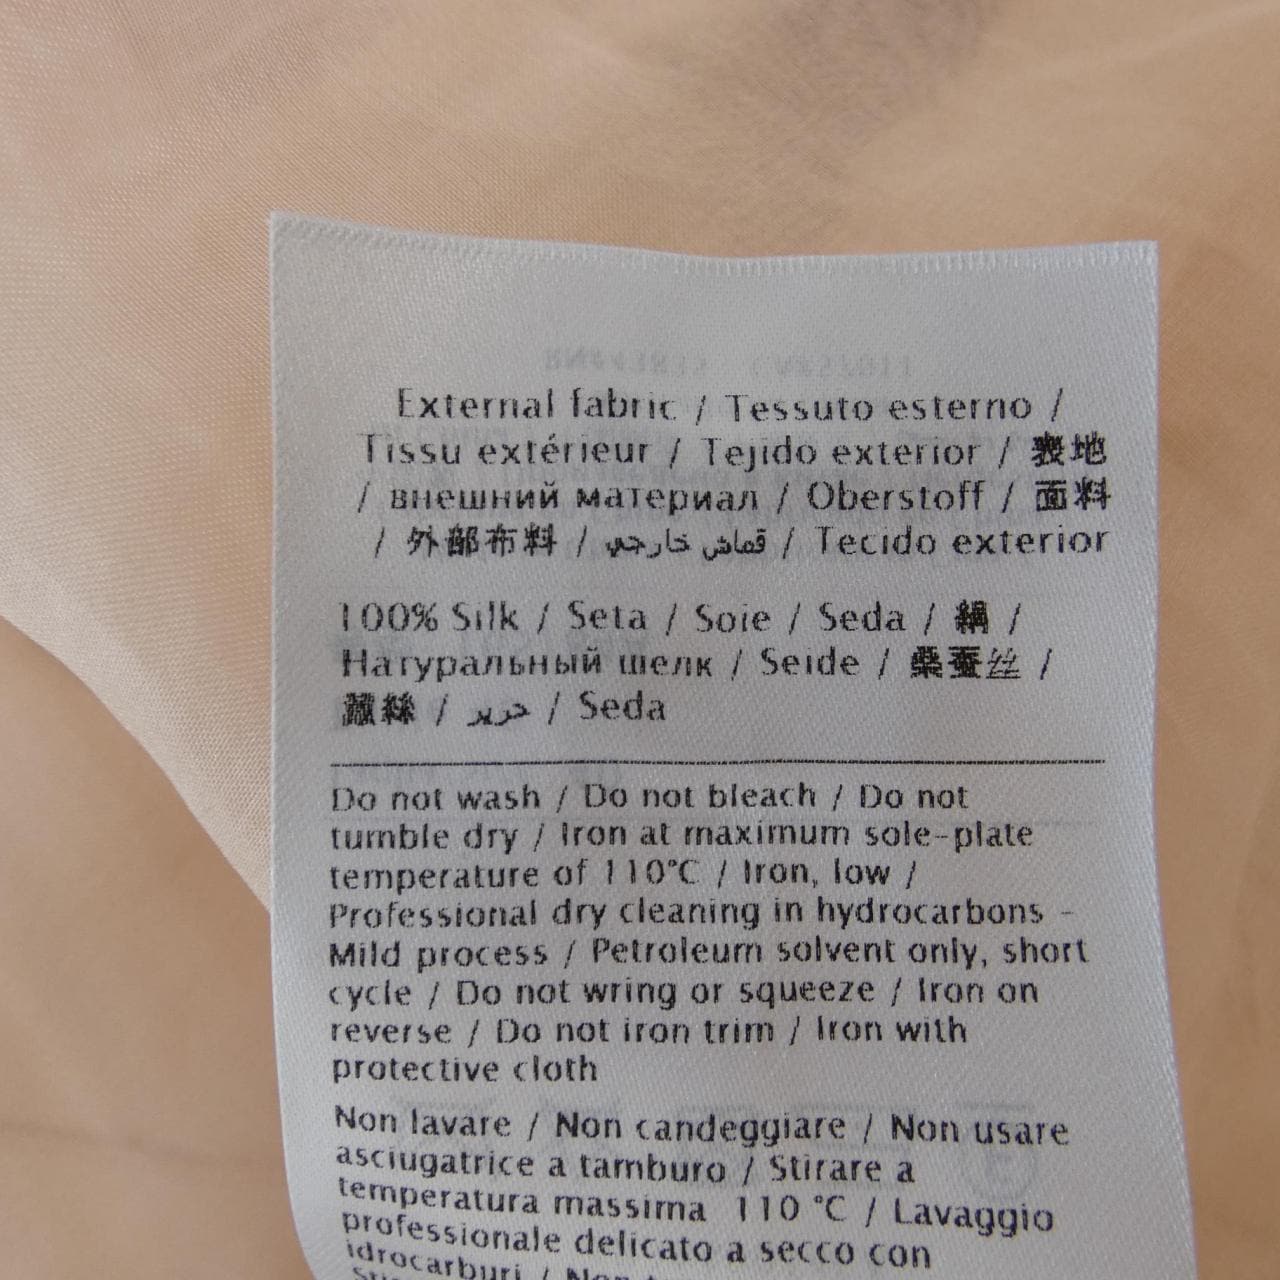 External fabric / Tessuto esterno /
Tissu extérieur / Tejido exterior / 表地
/ внешний материал / Oberstoff / 面料
/ 外部布料 / قماش خارجي / Tecido exterior
100% Silk / Seta / Soie / Seda / 絹 /
Натуральный шелк / Seide / 桑蚕丝 /
蠶絲 / حرير / Seda
Do not wash / Do not bleach / Do not
tumble dry / Iron at maximum sole-plate
temperature of 110°C / Iron, low /
Professional dry cleaning in hydrocarbons -
Mild process / Petroleum solvent only, short
cycle / Do not wring or squeeze / Iron on
reverse / Do not iron trim / Iron with
protective cloth
Non lavare / Non candeggiare / Non usare
asciugatrice a tamburo / Stirare a
temperatura massima 110 °C / Lavaggio
professionale delicato a secco con
idrocarburi / Non